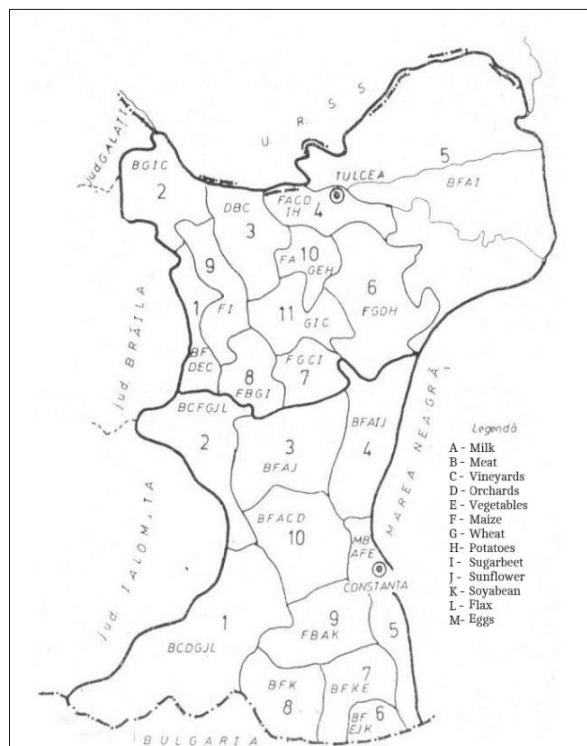 U. R. S. S.
jud. GALAȚI
BGIC
2
DBC
3
TULCEA
FACD
IH 4
5
BFAI
9
10
FA
GEH
6
FGDH
1
FI
11
GIC
BF
DEC
8
FBGI
FGCI
7
jud. BRĂILA
BCFGJL
2
3
BFAJ
BFAIJ
4
MAREA NEAGRĂ
jud. IALOMIȚA
BFACD
10
MB
AFE
CONSTANTA
1
BCDGJL
9
FBAK
5
BFK
8
7
BFKE
6
BF
EJK
BULGARIA
Legendă
A - Milk
B - Meat
C - Vineyards
D - Orchards
E - Vegetables
F - Maize
G - Wheat
H - Potatoes
I - Sugarbeet
J - Sunflower
K - Soyabean
L - Flax
M- Eggs